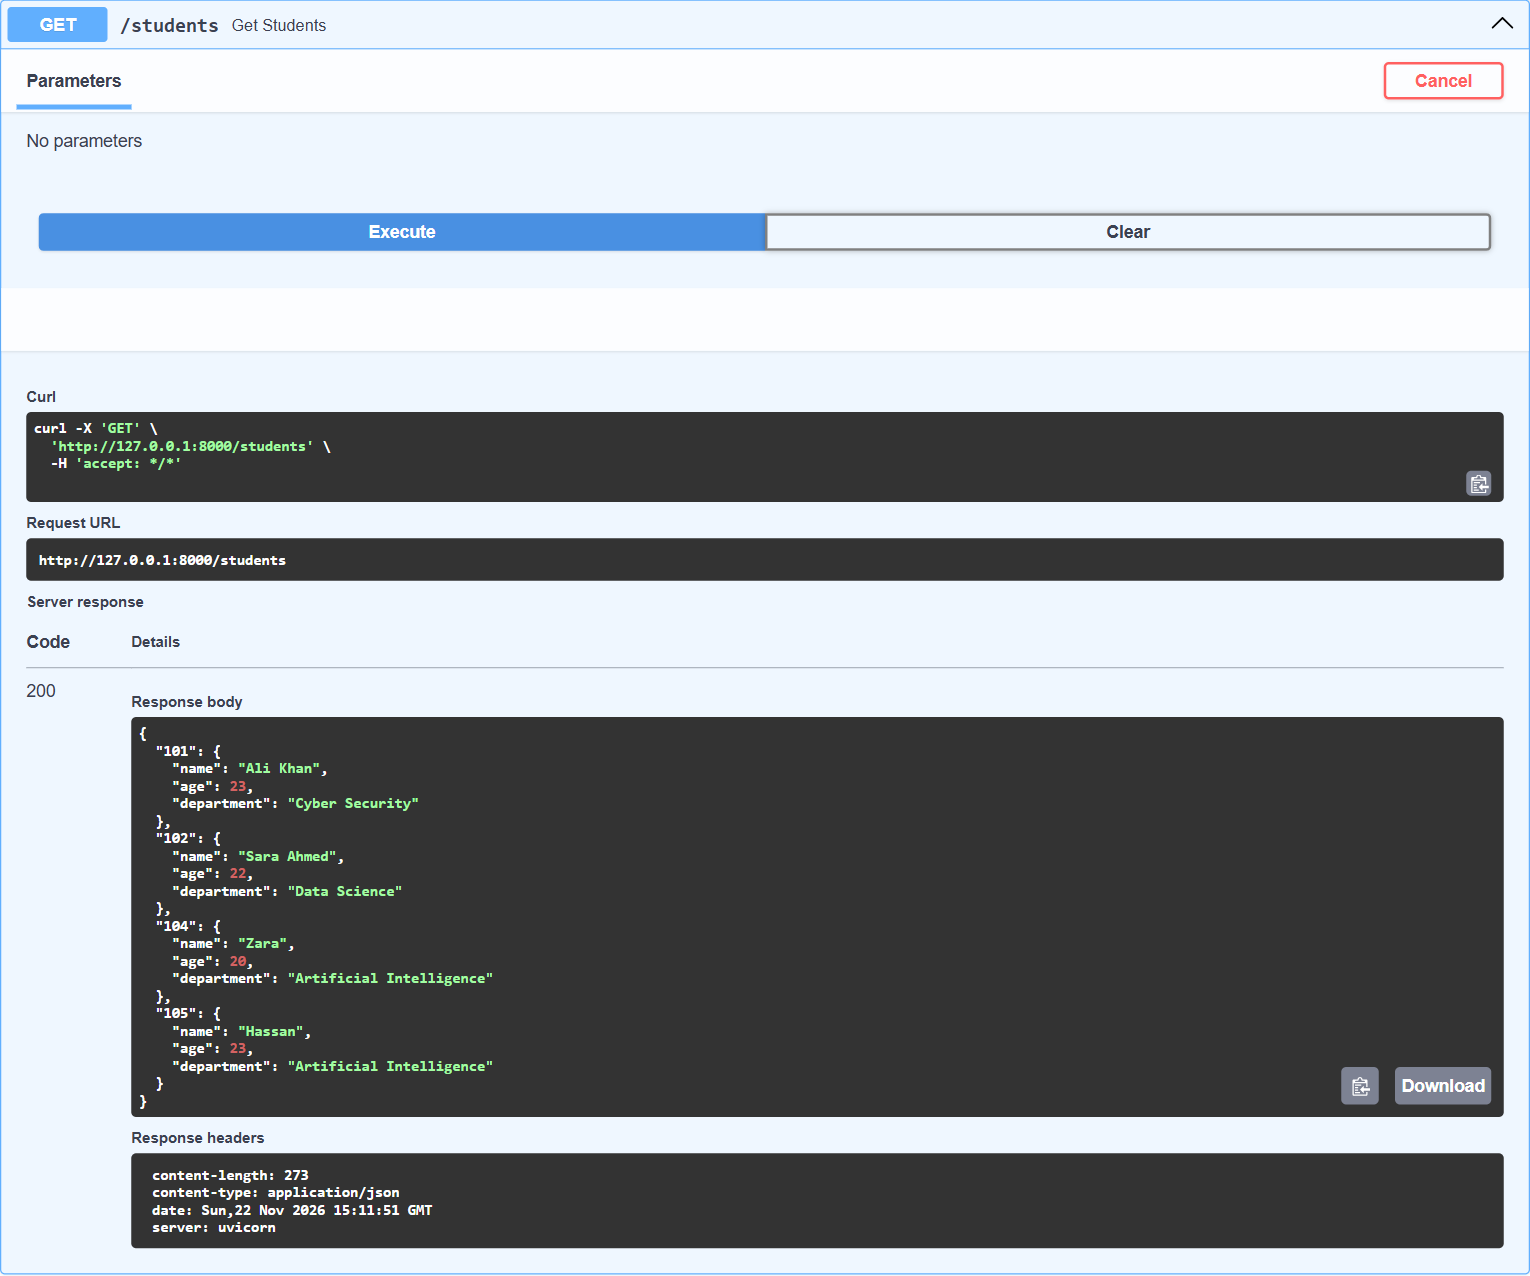 GET /students Get Students
Parameters
Cancel
No parameters
Execute
Clear
Curl
curl -X 'GET' \
  'http://127.0.0.1:8000/students' \
  -H 'accept: */*'
Request URL
http://127.0.0.1:8000/students
Server response
Code Details
200
Response body
{
  "101": {
    "name": "Ali Khan",
    "age": 23,
    "department": "Cyber Security"
  },
  "102": {
    "name": "Sara Ahmed",
    "age": 22,
    "department": "Data Science"
  },
  "104": {
    "name": "Zara",
    "age": 20,
    "department": "Artificial Intelligence"
  },
  "105": {
    "name": "Hassan",
    "age": 23,
    "department": "Artificial Intelligence"
  }
}
Download
Response headers
content-length: 273
content-type: application/json
date: Sun,22 Nov 2026 15:11:51 GMT
server: uvicorn